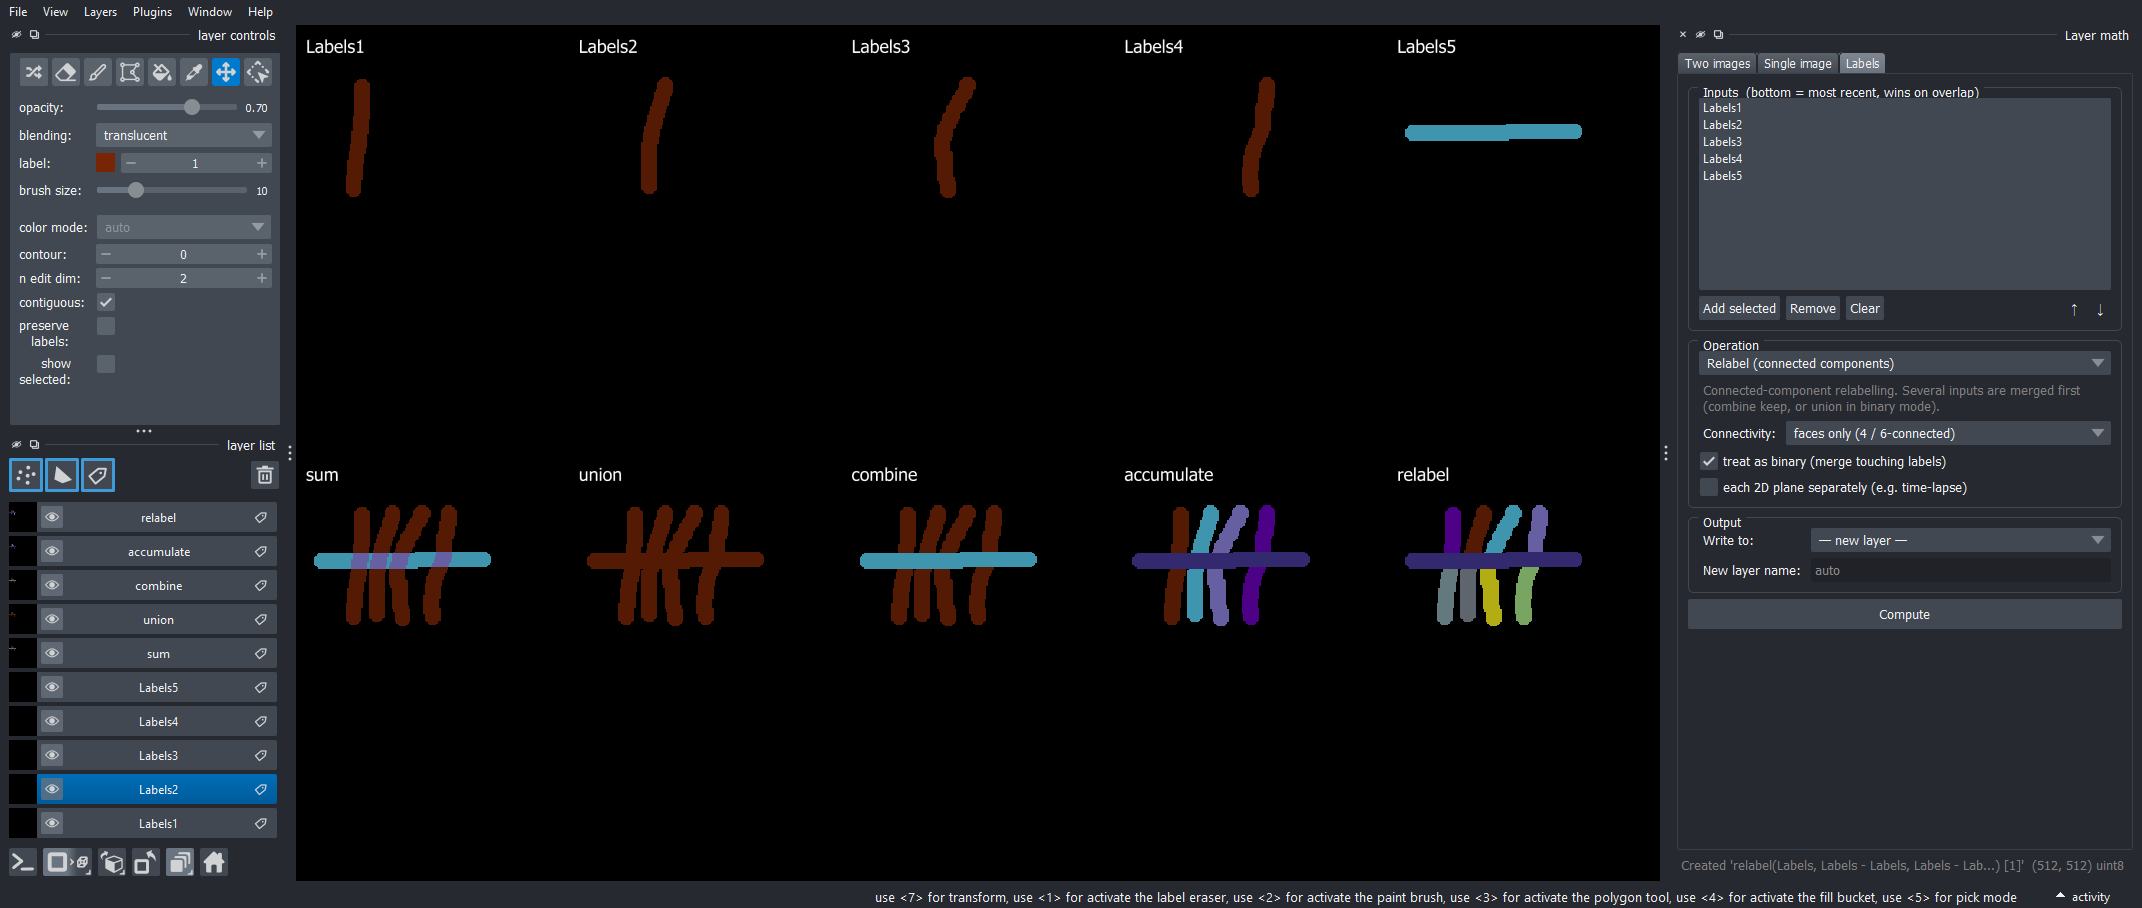 File View Layers Plugins Window Help
layer controls
opacity: 0.70
blending: translucent
label: 1
brush size: 10
color mode: auto
contour: 0
n edit dim: 2
contiguous:
preserve labels:
show selected:
layer list
relabel
accumulate
combine
union
sum
Labels5
Labels4
Labels3
Labels2
Labels1
Labels1 Labels2 Labels3 Labels4 Labels5
sum union combine accumulate relabel
Layer math
Two images Single image Labels
Inputs (bottom = most recent, wins on overlap)
Labels1
Labels2
Labels3
Labels4
Labels5
Add selected Remove Clear ↑ ↓
Operation
Relabel (connected components)
Connected-component relabelling. Several inputs are merged first
(combine keep, or union in binary mode).
Connectivity: faces only (4 / 6-connected)
treat as binary (merge touching labels)
each 2D plane separately (e.g. time-lapse)
Output
Write to: — new layer —
New layer name: auto
Compute
Created 'relabel(Labels, Labels - Labels, Labels - Lab...) [1]' (512, 512) uint8
use <7> for transform, use <1> for activate the label eraser, use <2> for activate the paint brush, use <3> for activate the polygon tool, use <4> for activate the fill bucket, use <5> for pick mode
activity